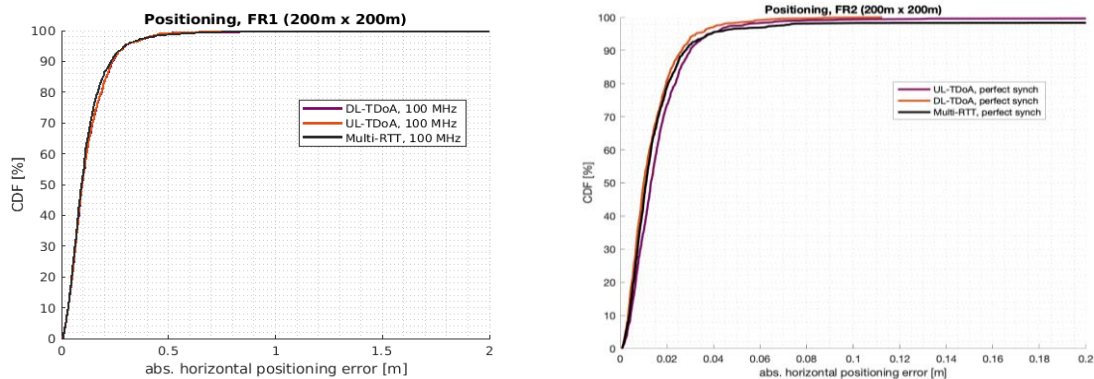 Positioning, FR1 (200m x 200m)
100
90
80
70
60
50
40
30
20
10
0
CDF [%]
DL-TDoA, 100 MHz
UL-TDoA, 100 MHz
Multi-RTT, 100 MHz
0 0.5 1 1.5 2
abs. horizontal positioning error [m]
Positioning, FR2 (200m x 200m)
100
90
80
70
60
50
40
30
20
10
0
CDF [%]
UL-TDoA, perfect synch
DL-TDoA, perfect synch
Multi-RTT, perfect synch
0 0.02 0.04 0.06 0.08 0.1 0.12 0.14 0.16 0.18 0.2
abs. horizontal positioning error [m]